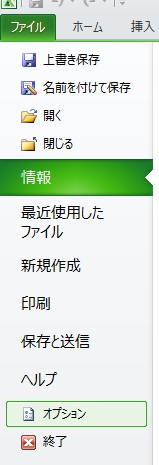 ファイル ホーム 挿入
上書き保存
名前を付けて保存
開く
閉じる
情報
最近使用した
ファイル
新規作成
印刷
保存と送信
ヘルプ
オプション
終了